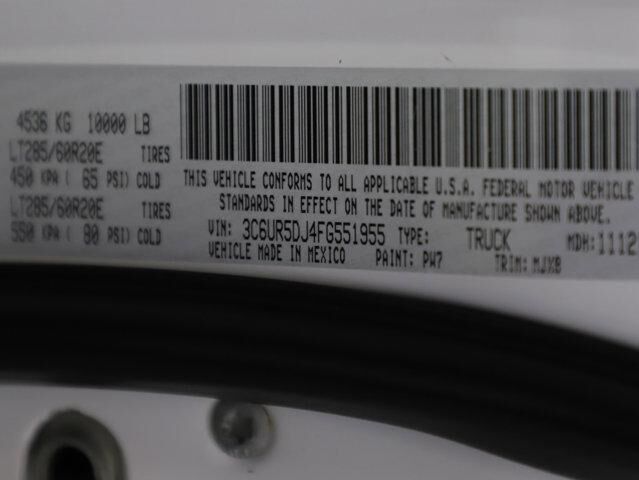 4536 KG 10000 LB
LT285/60R20E TIRES
450 KPA ( 65 PSI) COLD
LT285/60R20E TIRES
550 KPA ( 80 PSI) COLD
THIS VEHICLE CONFORMS TO ALL APPLICABLE U.S.A. FEDERAL MOTOR VEHICLE
STANDARDS IN EFFECT ON THE DATE OF MANUFACTURE SHOWN ABOVE.
VIN: 3C6UR5DJ4FG551955 TYPE: TRUCK MDH: 1112
VEHICLE MADE IN MEXICO PAINT: PW7 TRIM: MJX8